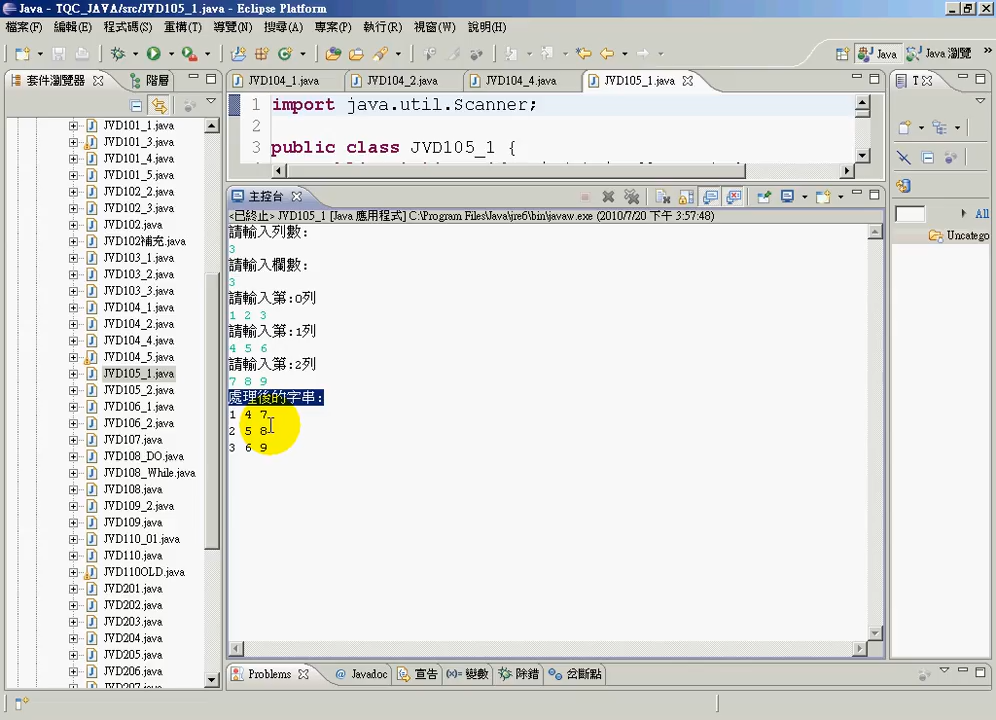 Java - TQC_JAVA/src/JVD105_1.java - Eclipse Platform
檔案(F) 編輯(E) 程式碼(S) 重構(T) 導覽(N) 搜尋(A) 專案(P) 執行(R) 視窗(W) 說明(H)
Java Java 瀏覽 »
套件瀏覽器 階層
JVD104_1.java JVD104_2.java JVD104_4.java JVD105_1.java
T
1 import java.util.Scanner;
2
3 public class JVD105_1 {
JVD101_1.java
JVD101_3.java
JVD101_4.java
JVD101_5.java
JVD102_2.java
JVD102_3.java
JVD102.java
JVD102補充.java
JVD103_1.java
JVD103_2.java
JVD103_3.java
JVD104_1.java
JVD104_2.java
JVD104_4.java
JVD104_5.java
JVD105_1.java
JVD105_2.java
JVD106_1.java
JVD106_2.java
JVD107.java
JVD108_DO.java
JVD108_While.java
JVD108.java
JVD109_2.java
JVD109.java
JVD110_01.java
JVD110.java
JVD110OLD.java
JVD201.java
JVD202.java
JVD203.java
JVD204.java
JVD205.java
JVD206.java
JVD207.java
主控台
<已終止> JVD105_1 [Java 應用程式] C:\Program Files\Java\jre6\bin\javaw.exe (2010/7/20 下午 3:57:48)
請輸入列數:
3
請輸入欄數:
3
請輸入第:0列
1 2 3
請輸入第:1列
4 5 6
請輸入第:2列
7 8 9
處理後的字串:
1 4 7
2 5 8
3 6 9
All
Uncatego
Problems Javadoc 宣告 變數 除錯 岔斷點